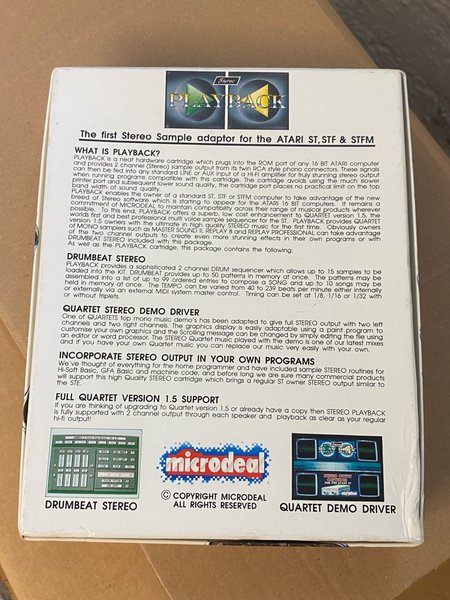 Stereo
PLAYBACK
The first Stereo Sample adaptor for the ATARI ST, STF & STFM
WHAT IS PLAYBACK?
PLAYBACK is a neat hardware cartridge which plugs into the ROM port of any 16 BIT ATARI computer
and provides 2 channel (Stereo) sample output from its twin RCA style phono connectors. These signals
can then be fed into any standard LINE or AUX input of a HI-FI amplifier for truly stunning stereo output
when running programs compatible with this cartridge. The cartridge avoids using the much slower
printer port and subsequent lower sound quality, the cartridge port places no practical limit on the top
band width of sound quality.
PLAYBACK enables the owner of a standard ST, STF or STFM computer to take advantage of the new
breed of Stereo software which is starting to appear for the ATARI 16 BIT computers. It remains a
commitment of MICRODEAL to maintain compatibility across their range of musical products wherever
possible. To this end, PLAYBACK offers a superb, low cost enhancement to QUARTET version 1.5, the
worlds first and best professional multi voice sample sequencer for the ST. PLAYBACK provides QUARTET
version 1.5, the ultimate in high quality STEREO music for the first time. Obviously owners
of MONO samplers such as MASTER SOUND II, REPLAY 8 and REPLAY PROFESSIONAL, can take advantage
of the two channel outputs to create even more stunning effects in their own programs or with
DRUMBEAT STEREO included with this package.
As well as the PLAYBACK cartridge, this package contains the following:
DRUMBEAT STEREO
PLAYBACK provides a sophisticated 2 channel DRUM sequencer which allows up to 15 samples to be
loaded into the KIT. DRUMBEAT provides up to 50 patterns in memory at once. The patterns may be
assembled into a list of up to 99 ordered entries to compose a SONG and up to 10 songs may be
held in memory at once. The TEMPO can be varied from 40 to 239 beats per minute either internally
or externally via an external MIDI system master control. Timing can be set at 1/8, 1/16 or 1/32 with
or without triplets.
QUARTET STEREO DEMO DRIVER
One of QUARTETS top mono music demo's has been adapted to give full STEREO output with two left
channels and two right channels. The graphics display is easily adaptable using a paint program to
customise your own graphics and the Scrolling message can be changed by simply editing the file using
an editor or word processor. The STEREO Quartet music played with the demo is one of our latest mixes
and if you have your own Quartet music you can replace our music very easily with your own.
INCORPORATE STEREO OUTPUT IN YOUR OWN PROGRAMS
We've thought of everything for the home programmer and have included sample STEREO routines for
Hi-Soft Basic, GFA Basic and machine code, and before long we are sure many commercial products
will support this high Quality STEREO cartridge which brings a regular ST owner STEREO output similar to
the STE.
FULL QUARTET VERSION 1.5 SUPPORT
If you are thinking of upgrading to Quartet version 1.5 or already have a copy then STEREO PLAYBACK
is fully supported with 2 channel output through each speaker and playback as clear as your regular
hi-fi output!
microdeal
© COPYRIGHT MICRODEAL
ALL RIGHTS RESERVED
DRUMBEAT STEREO
STEREO OUTPUT
CARTRIDGE
FOR THE ATARI ST
QUARTET DEMO DRIVER